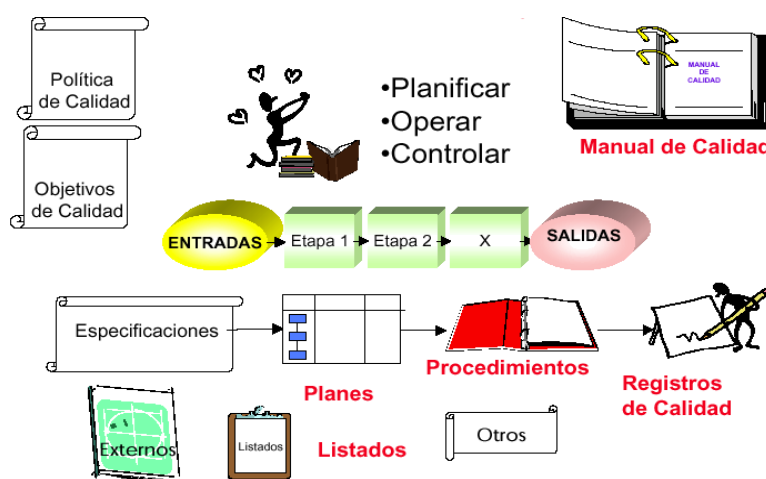 Política
de Calidad
Objetivos
de Calidad
•Planificar
•Operar
•Controlar
MANUAL
DE
CALIDAD
Manual de Calidad
ENTRADAS
Etapa 1
Etapa 2
X
SALIDAS
Especificaciones
Planes
Procedimientos
Registros
de Calidad
Externos
Listados
Listados
Otros